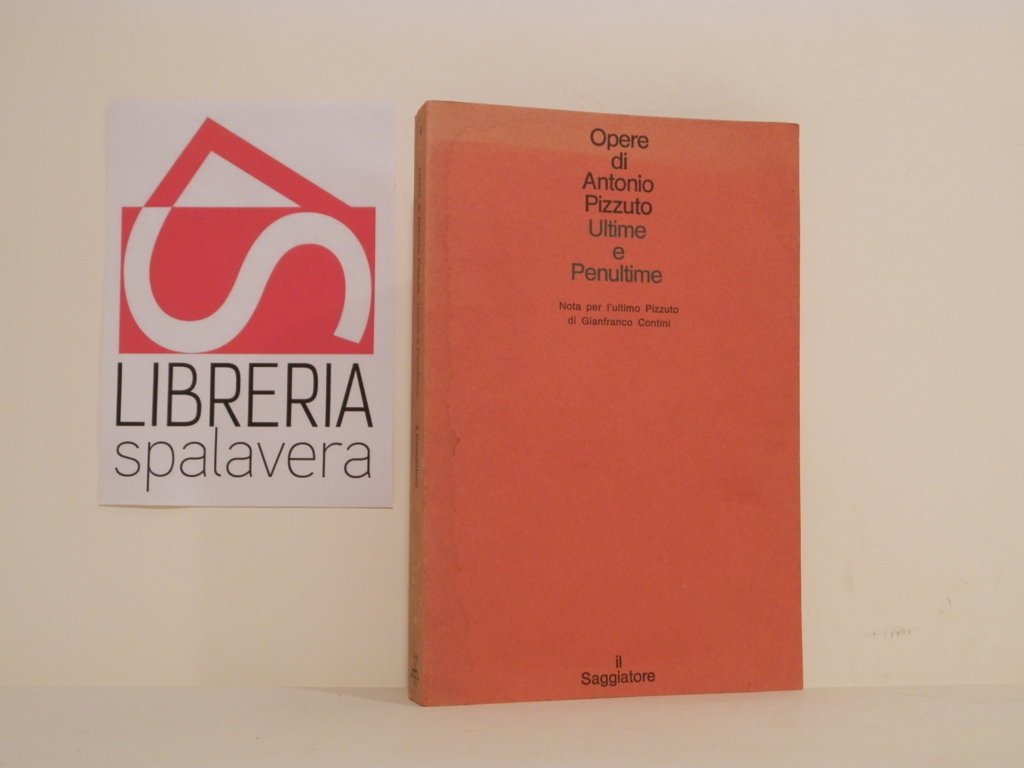 LIBRERIA
spalavera
Opere
di
Antonio
Pizzuto
Ultime
e
Penultime
Nota per l'ultimo Pizzuto
di Gianfranco Contini
il
Saggiatore